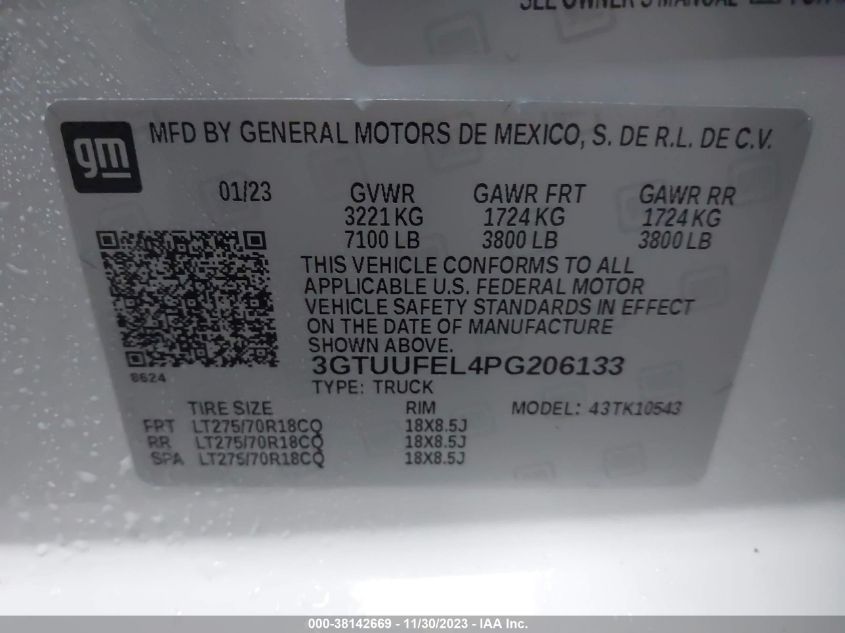 SEE OWNER'S MANUAL
gm
MFD BY GENERAL MOTORS DE MEXICO, S. DE R.L. DE C.V.
01/23 GVWR GAWR FRT GAWR RR
3221 KG 1724 KG 1724 KG
7100 LB 3800 LB 3800 LB
THIS VEHICLE CONFORMS TO ALL
APPLICABLE U.S. FEDERAL MOTOR
VEHICLE SAFETY STANDARDS IN EFFECT
ON THE DATE OF MANUFACTURE
SHOWN ABOVE.
3GTUUFEL4PG206133
8624
TYPE: TRUCK
TIRE SIZE RIM MODEL: 43TK10543
FRT LT275/70R18CQ 18X8.5J
RR LT275/70R18CQ 18X8.5J
SPA LT275/70R18CQ 18X8.5J
000-38142669 - 11/30/2023 - IAA Inc.